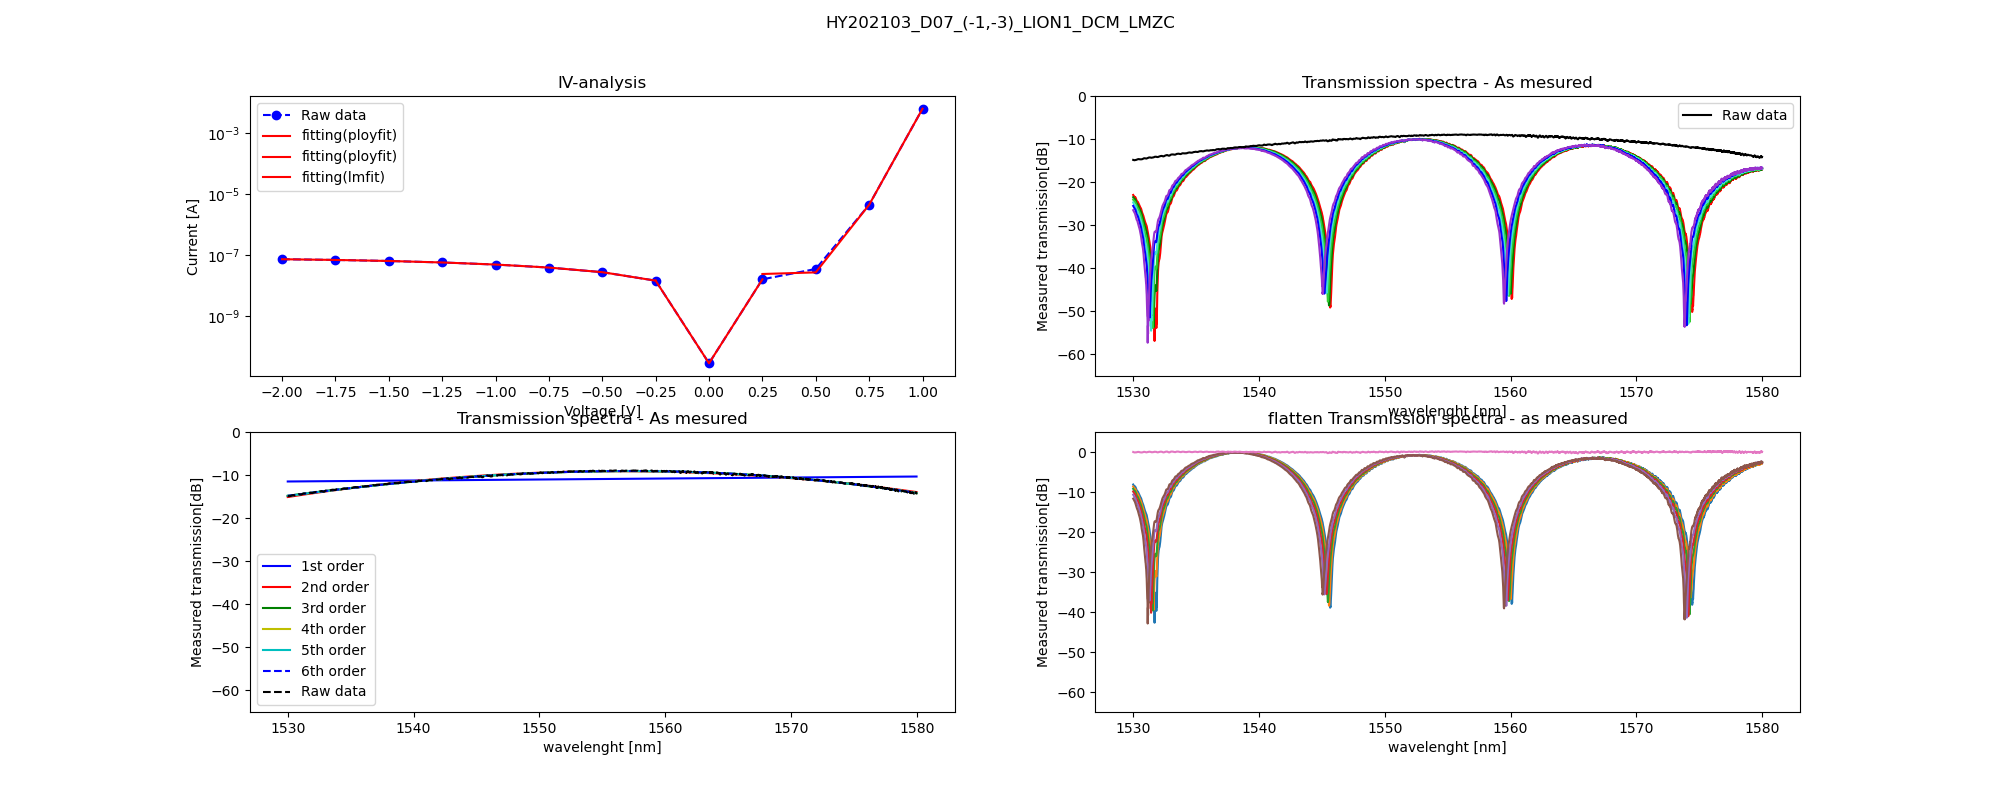 HY202103_D07_(-1,-3)_LION1_DCM_LMZC
IV-analysis
Current [A]
10⁻³
10⁻⁵
10⁻⁷
10⁻⁹
Raw data
fitting(ployfit)
fitting(ployfit)
fitting(lmfit)
−2.00 −1.75 −1.50 −1.25 −1.00 −0.75 −0.50 −0.25 0.00 0.25 0.50 0.75 1.00
Voltage [V]
Transmission spectra - As mesured
Measured transmission[dB]
0
−10
−20
−30
−40
−50
−60
Raw data
1530 1540 1550 1560 1570 1580
wavelenght [nm]
Transmission spectra - As mesured
Measured transmission[dB]
0
−10
−20
−30
−40
−50
−60
1st order
2nd order
3rd order
4th order
5th order
6th order
Raw data
1530 1540 1550 1560 1570 1580
wavelenght [nm]
flatten Transmission spectra - as measured
Measured transmission[dB]
0
−10
−20
−30
−40
−50
−60
1530 1540 1550 1560 1570 1580
wavelenght [nm]